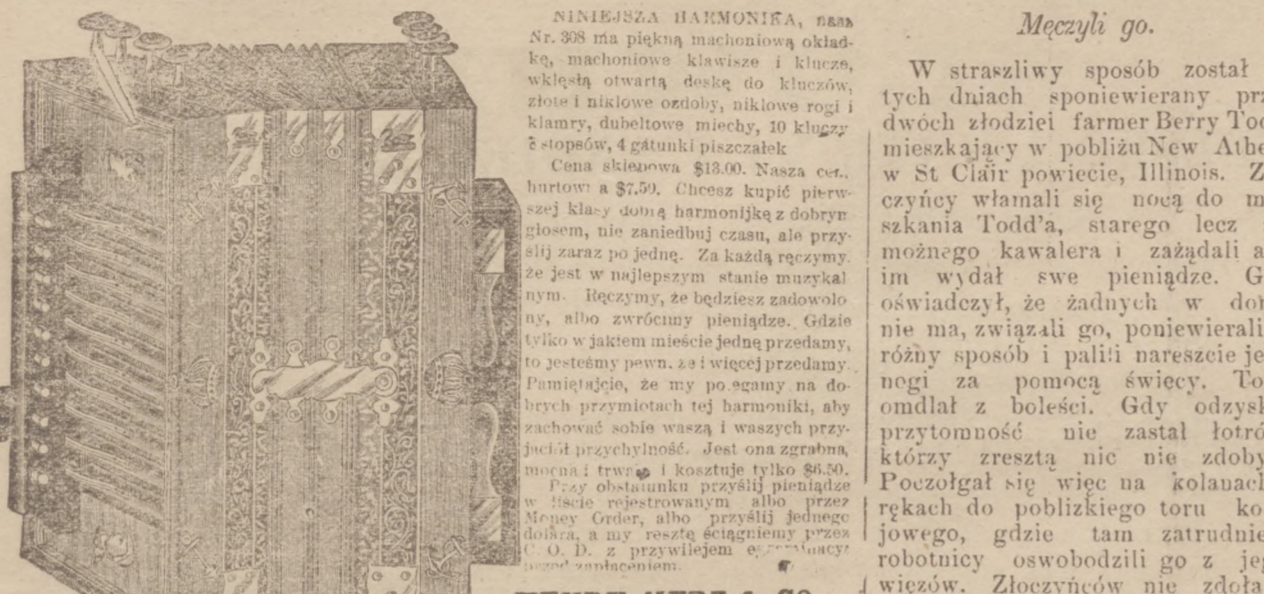 NINIEJSZA HARMONIKA, nasz
Nr. 308 ma piękną machoniową okład-
kę, machoniowe klawisze i klucze,
wklęsłą otwartą deskę do kluczów,
złote i niklowe ozdoby, niklowe rogi i
klamry, dubeltowe miechy, 10 kluczy
2 stopsów, 4 gatunki piszczałek
Cena sklepowa $13.00. Nasza
hurtow a $7.50. Chcesz kupić pierw-
szej klasy dobrą harmonijkę z dobrym
głosem, nie zaniedbuj czasu, ale przy-
ślij zaraz po jednę. Za każdą ręczymy.
że jest w najlepszym stanie muzykal
nym. Ręczymy, że będziesz zadowolo
ny, albo zwrócimy pieniądze. Gdzie
tylko w jakiem mieście jednę przedamy,
to jesteśmy pewn. że i więcej przedamy.
Pamiętajcie, że my polegamy na do-
brych przymiotach tej harmoniki, aby
zachować sobie waszą i waszych przy-
jaciół przychylność. Jest ona zgrabna,
mocna i trwała i kosztuje tylko $6.50.
Przy obstalunku przyślij pieniądze
w liście rejestrowanym albo przez
Money Order, albo przyślij jednego
dolara, a my resztę ściągniemy przez
C. O. D. z przywilejem
przed zapłaceniem.
Męczyli go.
W straszliwy sposób został
tych dniach sponiewierany prz
dwóch złodziei farmer Berry Tod
mieszkający w pobliżu New Athe
w St Clair powiecie, Illinois. Z
czyńcy włamali się nocą do m
szkania Todd'a, starego lecz
możnego kawalera i zażądali a
im wydał swe pieniądze. G
oświadczył, że żadnych w dom
nie ma, związali go, poniewierali
różny sposób i palili nareszcie je
nogi za pomocą święcy. To
omdlał z boleści. Gdy odzysk
przytomność nie zastał łotró
którzy zresztą nic nie zdoby
Poczołgał się więc na kolanach
rękach do poblizkiego toru ko
jowego, gdzie tam zatrudnie
robotnicy oswobodzili go z jeg
więzów. Złoczyńców nie zdoła